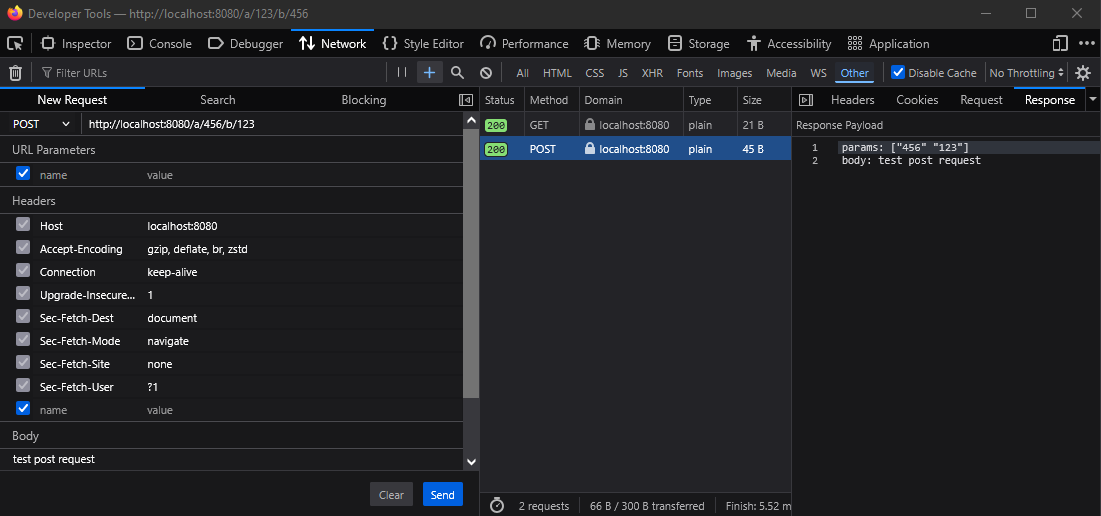 Developer Tools — http://localhost:8080/a/123/b/456
Inspector Console Debugger Network Style Editor Performance Memory Storage Accessibility Application
Filter URLs All HTML CSS JS XHR Fonts Images Media WS Other Disable Cache No Throttling
New Request Search Blocking
POST http://localhost:8080/a/456/b/123
URL Parameters
name value
Headers
Host localhost:8080
Accept-Encoding gzip, deflate, br, zstd
Connection keep-alive
Upgrade-Insecure... 1
Sec-Fetch-Dest document
Sec-Fetch-Mode navigate
Sec-Fetch-Site none
Sec-Fetch-User ?1
name value
Body
test post request
Clear Send
Status Method Domain Type Size
200 GET localhost:8080 plain 21 B
200 POST localhost:8080 plain 45 B
2 requests 66 B / 300 B transferred Finish: 5.52 m
Headers Cookies Request Response
Response Payload
1 params: ["456" "123"]
2 body: test post request